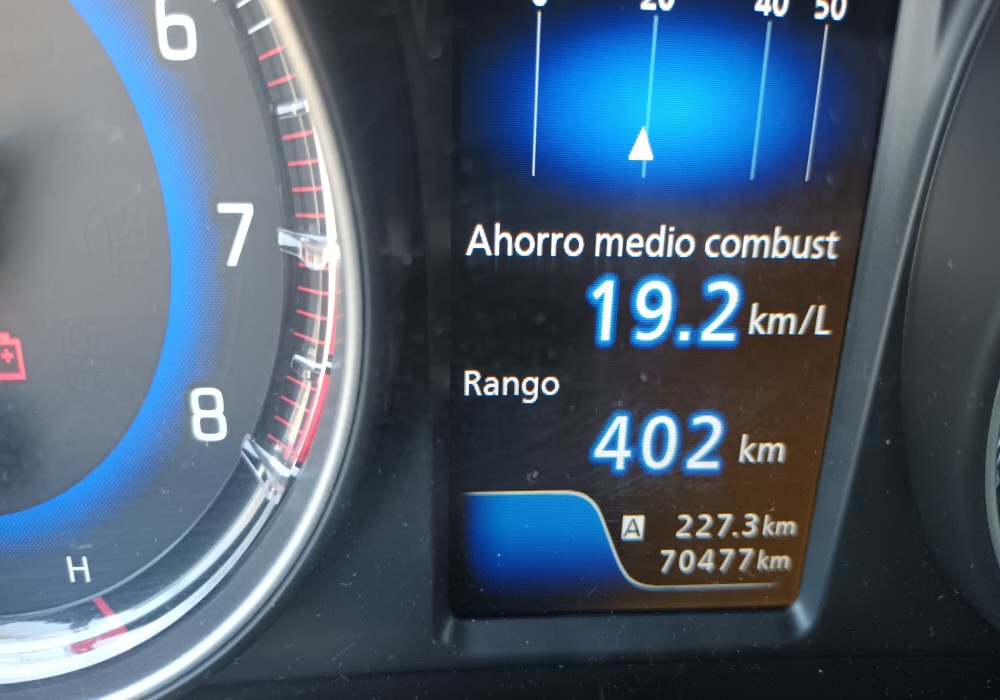 6
7
8
H
0 20 40 50
Ahorro medio combust
19.2 km/L
Rango
402 km
A 227.3 km
70477 km